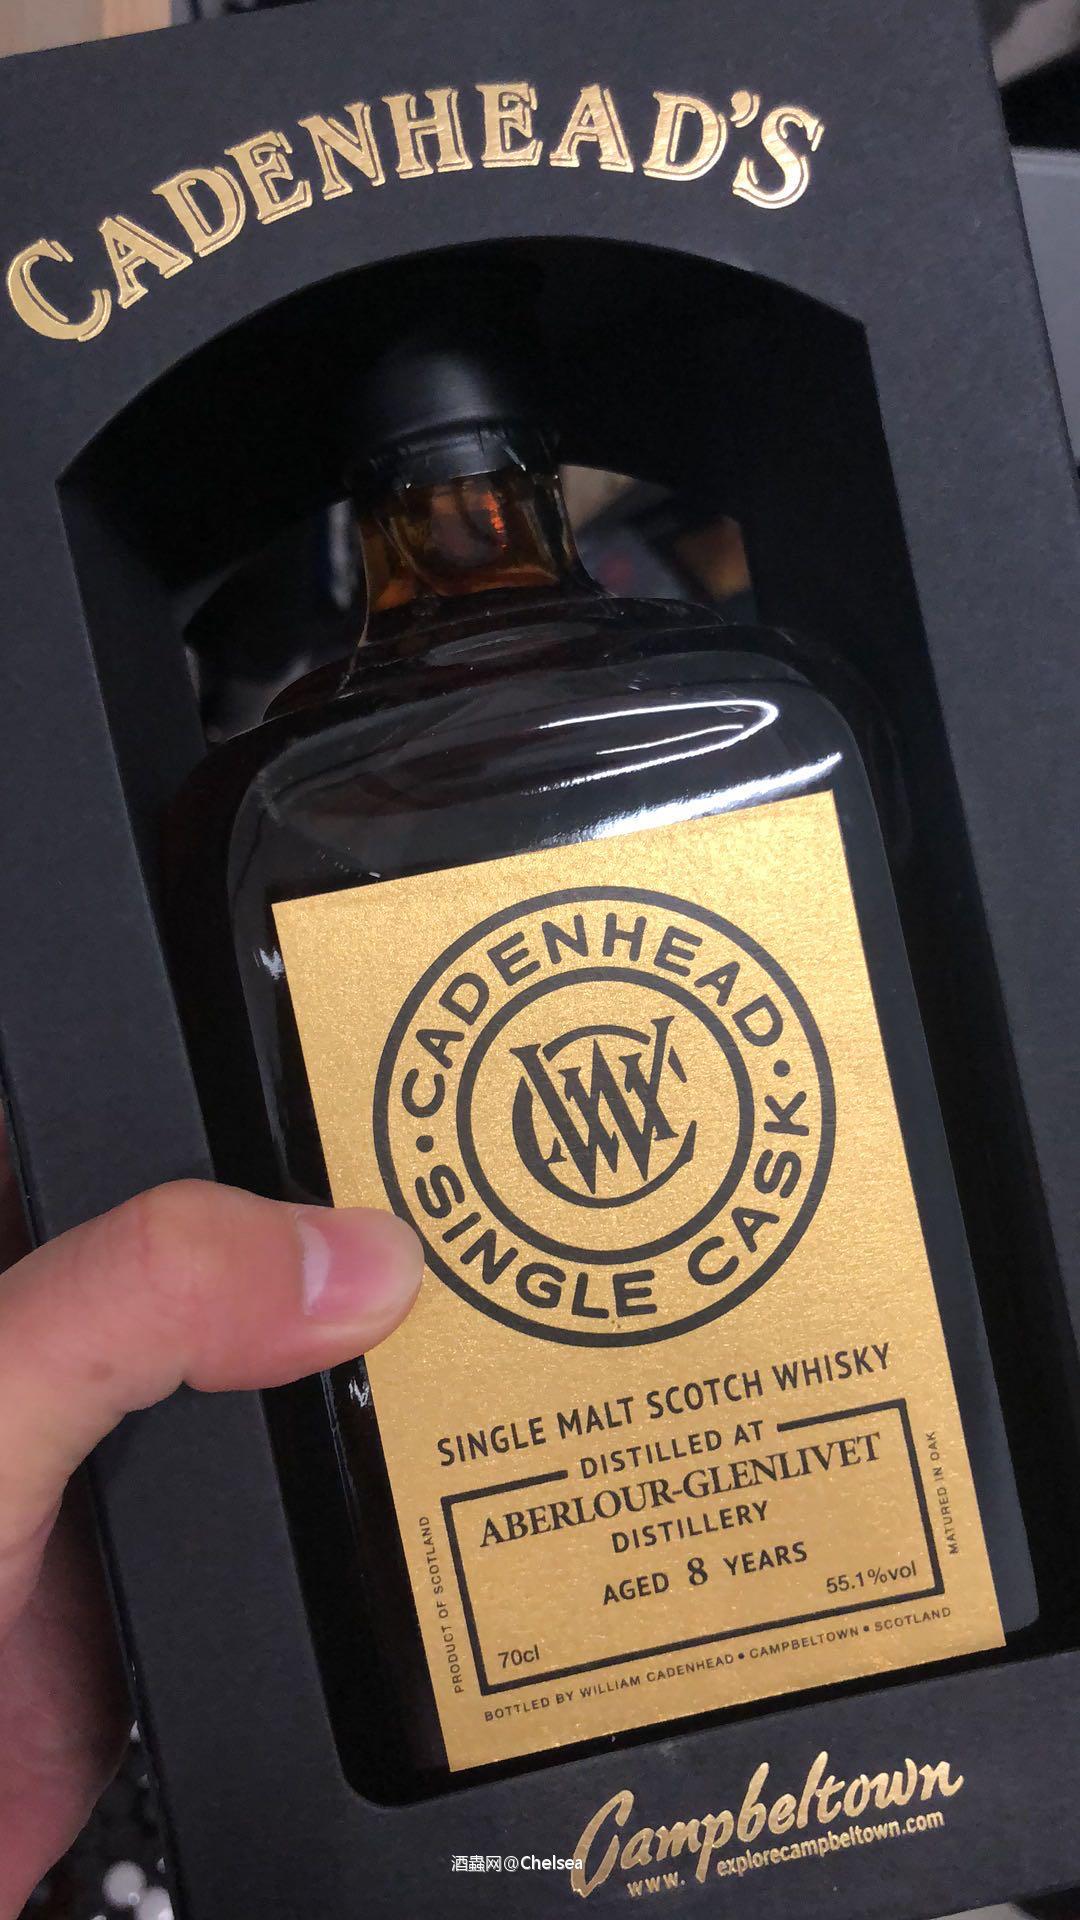 CADENHEAD'S
CADENHEAD
WC
SINGLE CASK
SINGLE MALT SCOTCH WHISKY
DISTILLED AT
ABERLOUR-GLENLIVET
DISTILLERY
AGED 8 YEARS
55.1%vol
70cl
PRODUCT OF SCOTLAND
MATURED IN OAK
BOTTLED BY WILLIAM CADENHEAD • CAMPBELTOWN • SCOTLAND
Campbeltown
www. explorecampbeltown.com
酒蟲网@Chelsea